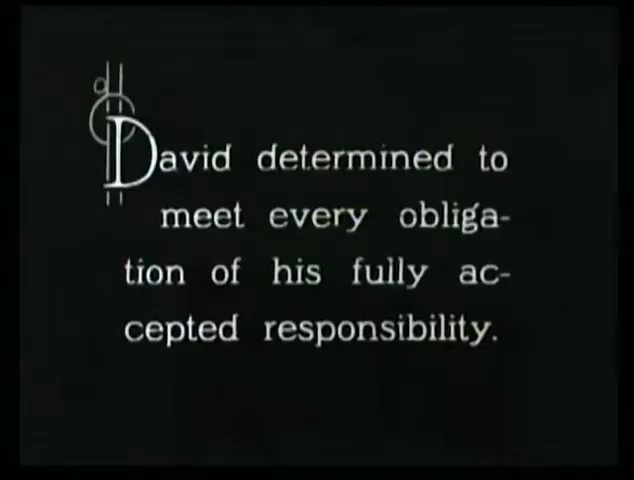 David determined to
meet every obliga-
tion of his fully ac-
cepted responsibility.